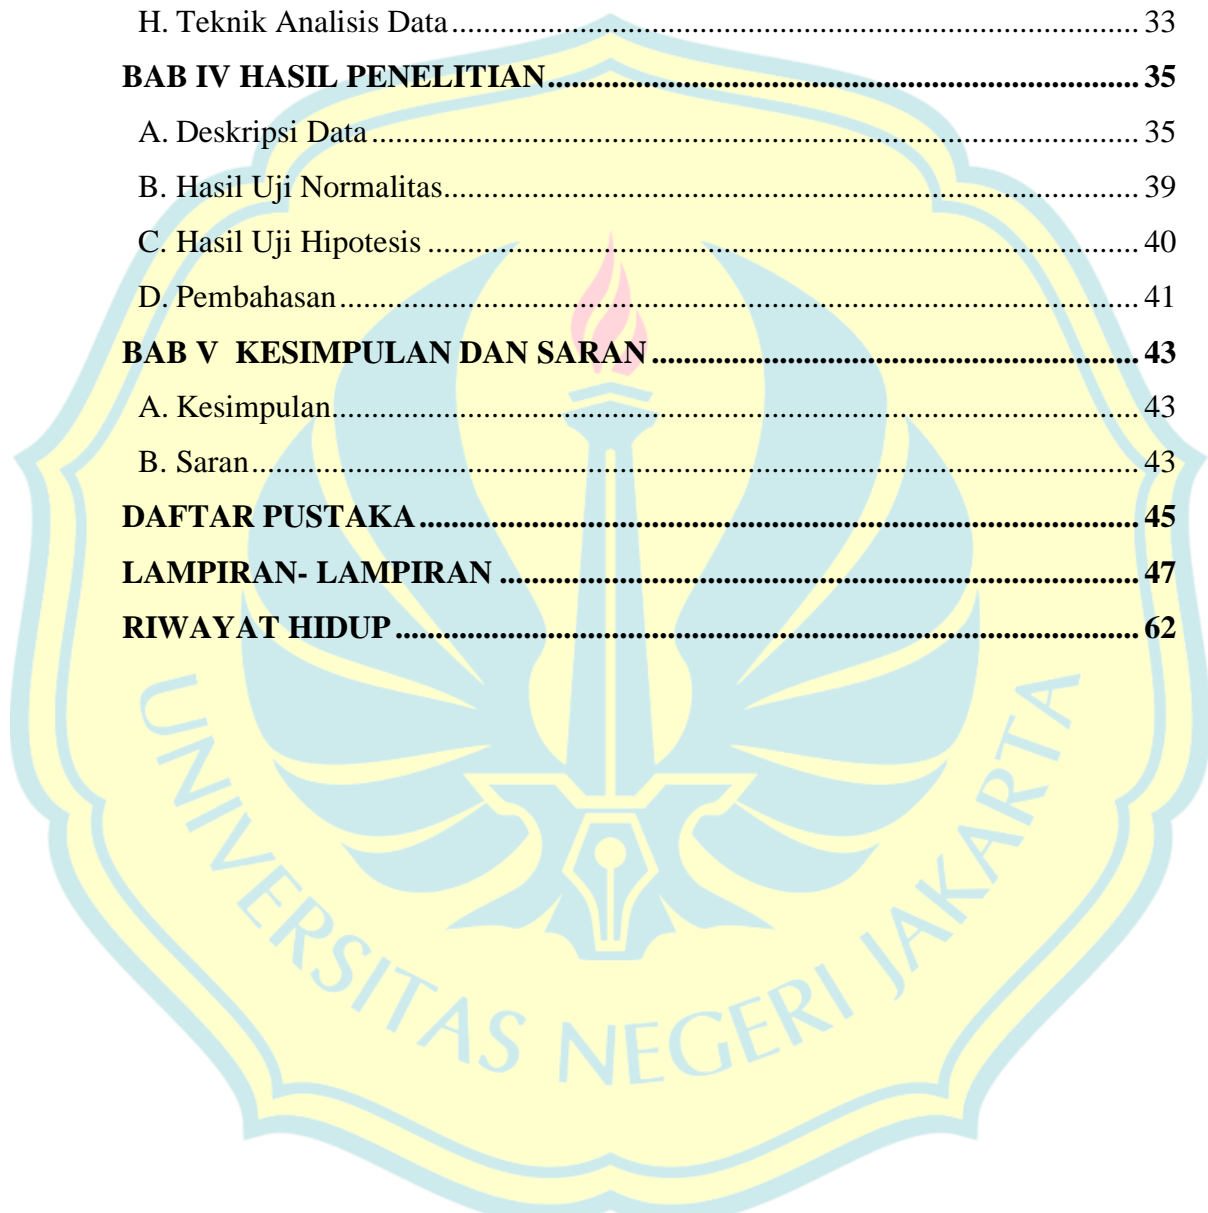 H. Teknik Analisis Data........................................................................................ 33
BAB IV HASIL PENELITIAN.......................................................................... 35
A. Deskripsi Data................................................................................................ 35
B. Hasil Uji Normalitas....................................................................................... 39
C. Hasil Uji Hipotesis ......................................................................................... 40
D. Pembahasan.................................................................................................... 41
BAB V  KESIMPULAN DAN SARAN ............................................................. 43
A. Kesimpulan..................................................................................................... 43
B. Saran............................................................................................................... 43
DAFTAR PUSTAKA .......................................................................................... 45
LAMPIRAN- LAMPIRAN ................................................................................ 47
RIWAYAT HIDUP ............................................................................................. 62
UNIVERSITAS NEGERI JAKARTA